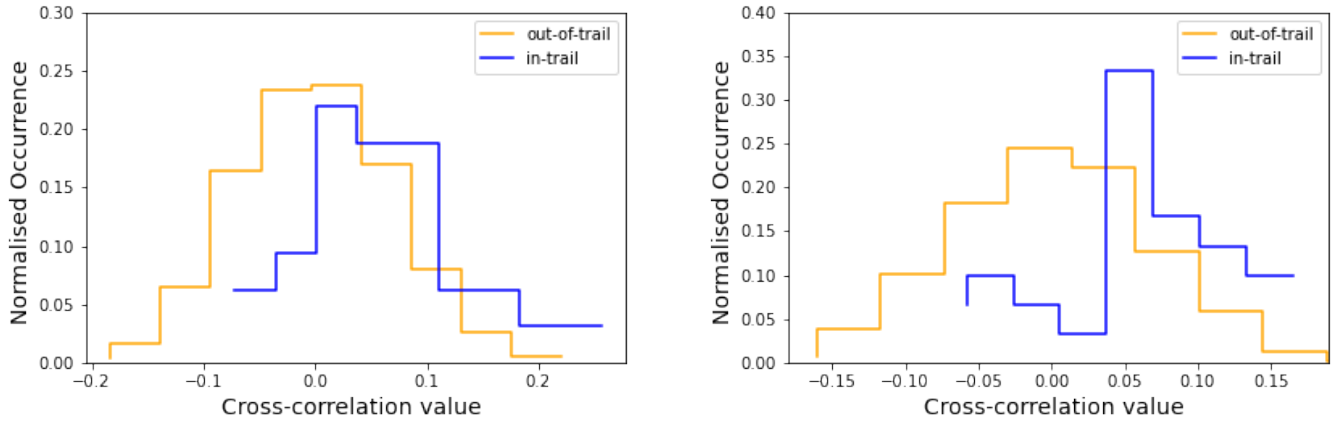 0.30
0.25
0.20
0.15
0.10
0.05
0.00
Normalised Occurrence
out-of-trail
in-trail
−0.2 −0.1 0.0 0.1 0.2
Cross-correlation value
0.40
0.35
0.30
0.25
0.20
0.15
0.10
0.05
0.00
Normalised Occurrence
out-of-trail
in-trail
−0.15 −0.10 −0.05 0.00 0.05 0.10 0.15
Cross-correlation value